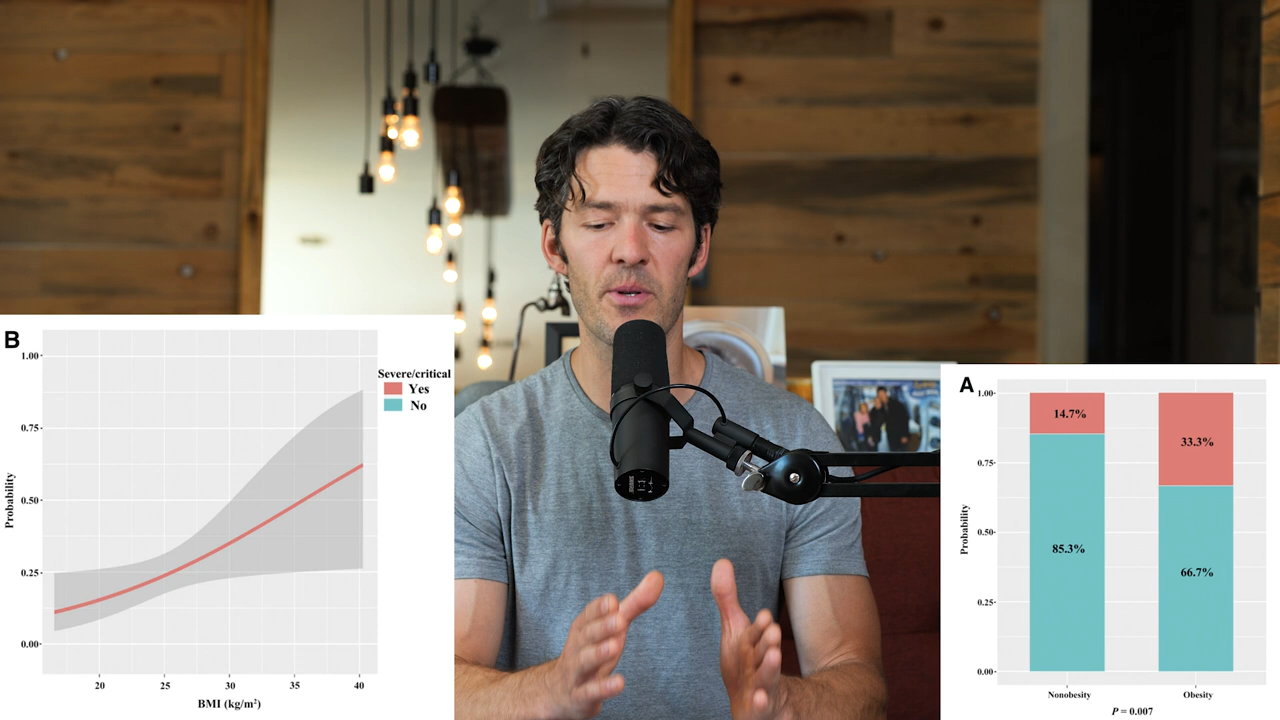 B
Severe/critical
Yes
No
1.00
0.75
0.50
0.25
0.00
Probability
20 25 30 35 40
BMI (kg/m²)
A
1.00
0.75
0.50
0.25
0.00
Probability
14.7%
33.3%
85.3%
66.7%
Nonobesity Obesity
P = 0.007